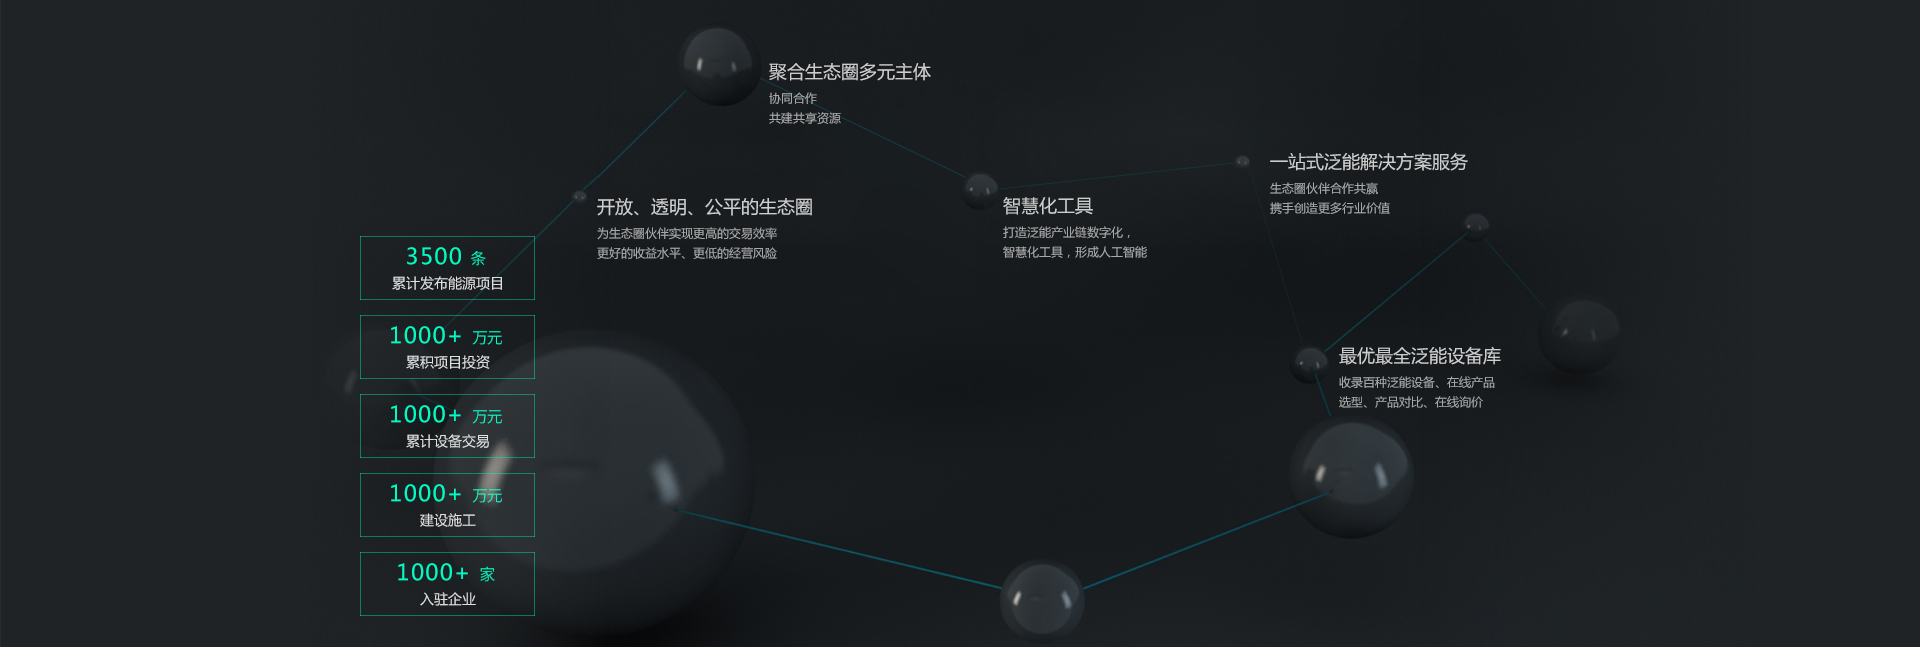 聚合生态圈多元主体
协同合作
共建共享资源
开放、透明、公平的生态圈
为生态圈伙伴实现更高的交易效率
更好的收益水平、更低的经营风险
智慧化工具
打造泛能产业链数字化，
智慧化工具，形成人工智能
一站式泛能解决方案服务
生态圈伙伴合作共赢
携手创造更多行业价值
最优最全泛能设备库
收录百种泛能设备、在线产品
选型、产品对比、在线询价
3500 条
累计发布能源项目
1000+ 万元
累积项目投资
1000+ 万元
累计设备交易
1000+ 万元
建设施工
1000+ 家
入驻企业